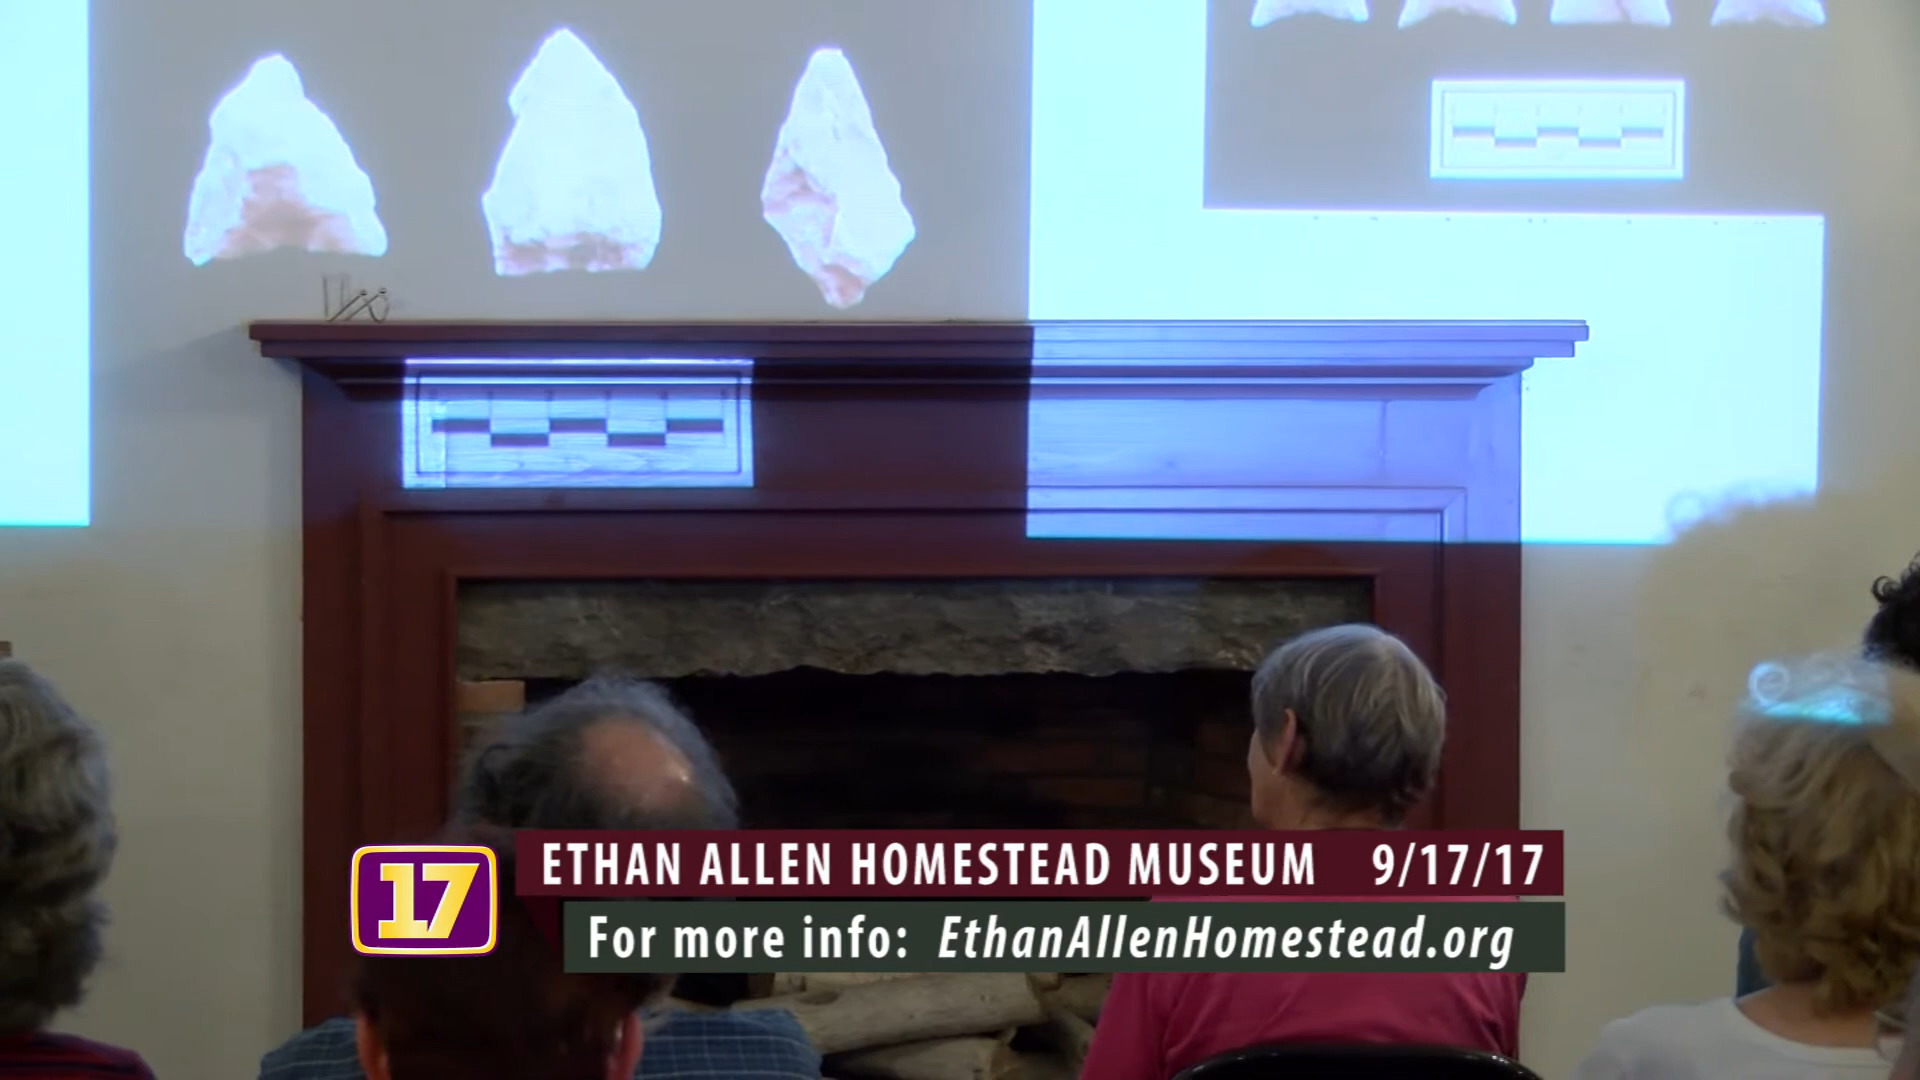 17
ETHAN ALLEN HOMESTEAD MUSEUM 9/17/17
For more info: EthanAllenHomestead.org